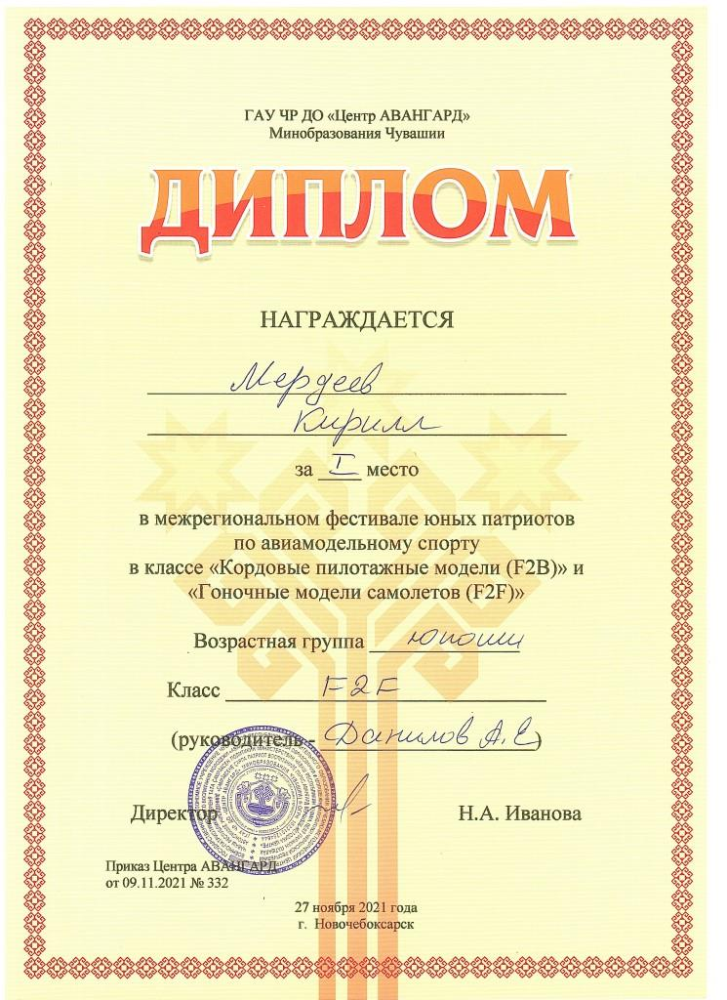 ГАУ ЧР ДО «Центр АВАНГАРД»
Минобразования Чувашии
ДИПЛОМ
НАГРАЖДАЕТСЯ
Мердеев
Кирилл
за I место
в межрегиональном фестивале юных патриотов
по авиамодельному спорту
в классе «Кордовые пилотажные модели (F2B)» и
«Гоночные модели самолетов (F2F)»
Возрастная группа юноши
Класс F2F
(руководитель - Данилов А.Е)
Директор Н.А. Иванова
Приказ Центра АВАНГАРД
от 09.11.2021 № 332
27 ноября 2021 года
г. Новочебоксарск